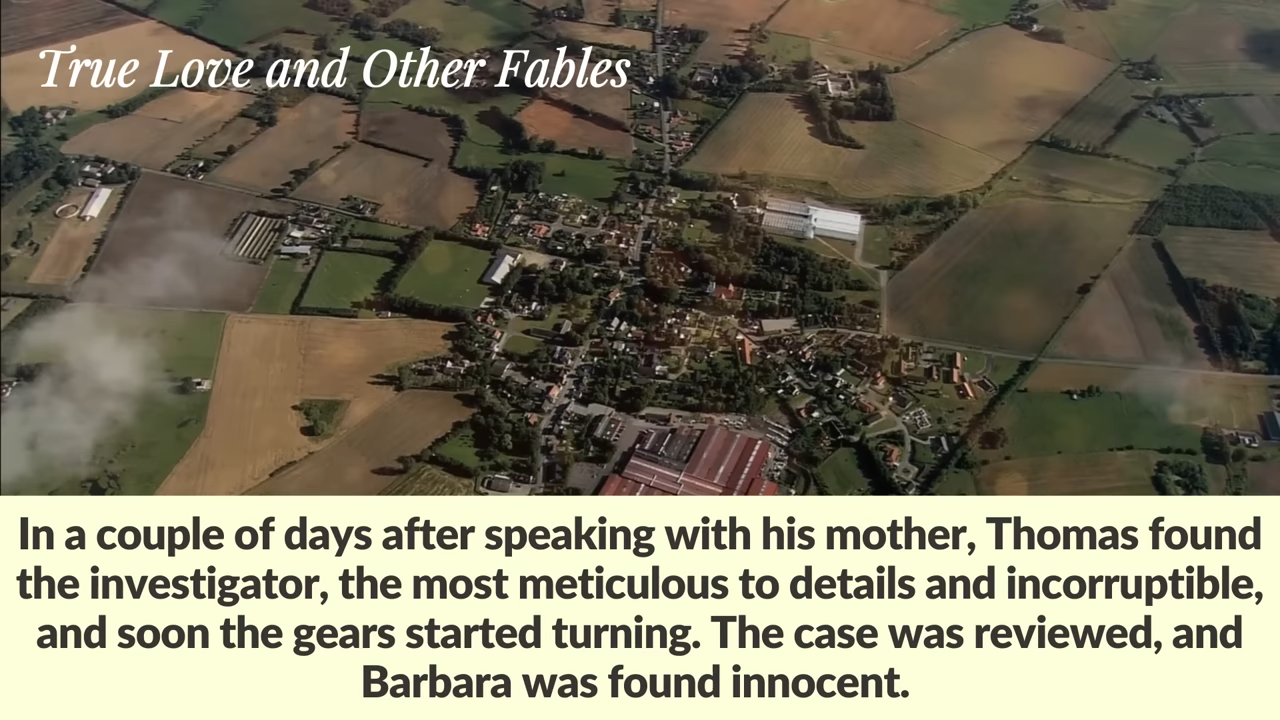 True Love and Other Fables
In a couple of days after speaking with his mother, Thomas found
the investigator, the most meticulous to details and incorruptible,
and soon the gears started turning. The case was reviewed, and
Barbara was found innocent.